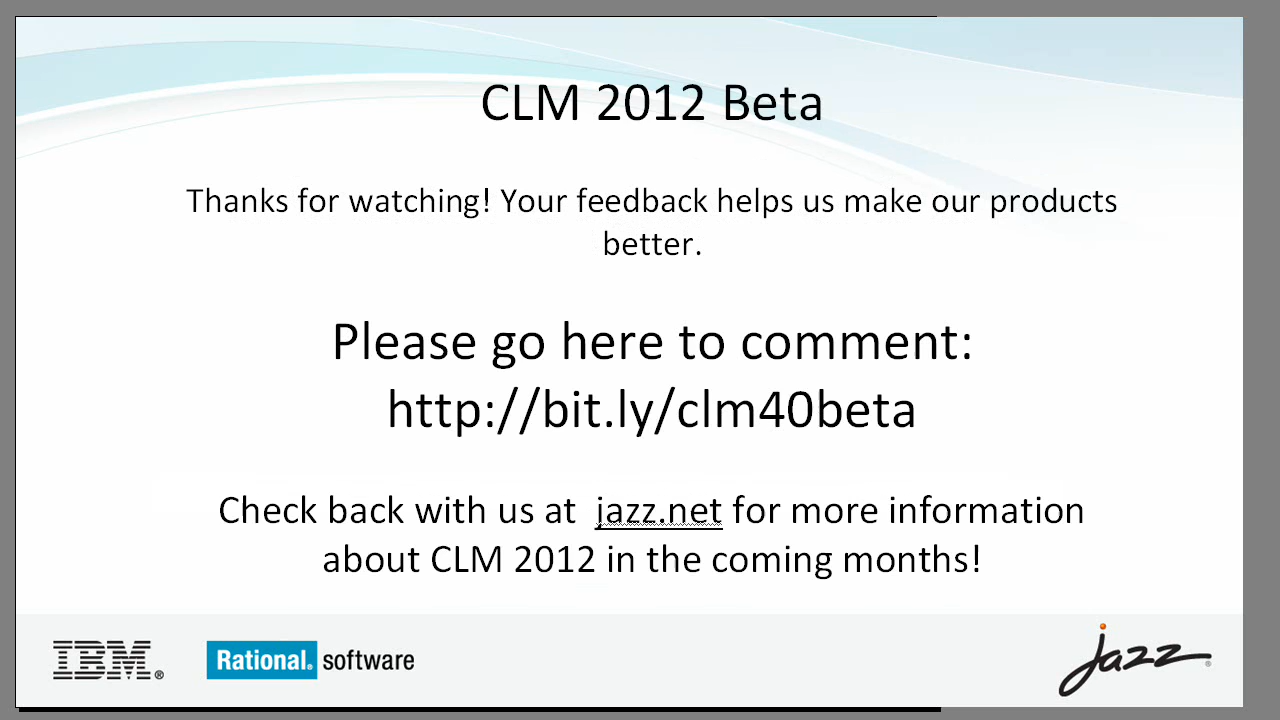 CLM 2012 Beta
Thanks for watching! Your feedback helps us make our products
better.
Please go here to comment:
http://bit.ly/clm40beta
Check back with us at jazz.net for more information
about CLM 2012 in the coming months!
IBM® Rational® software jazz®